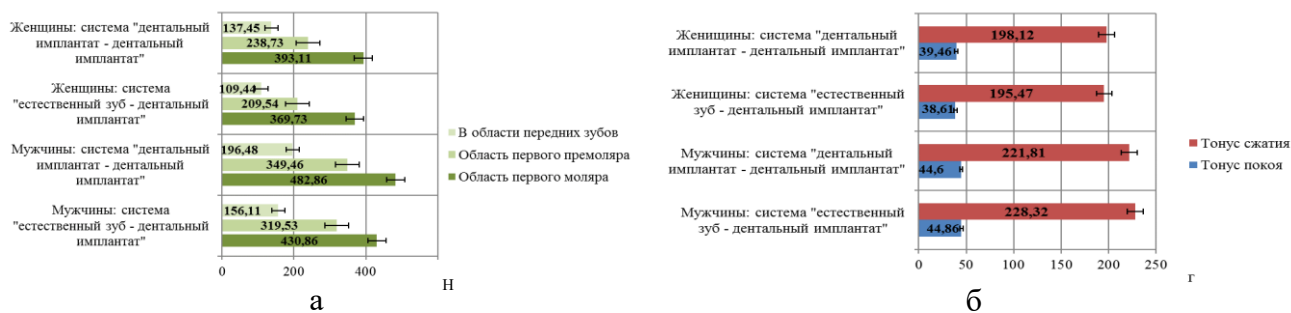 Женщины: система "дентальный
имплантат - дентальный
имплантат"
137,45
238,73
393,11
Женщины: система
"естественный зуб - дентальный
имплантат"
109,44
209,54
369,73
Мужчины: система "дентальный
имплантат - дентальный
имплантат"
196,48
349,46
482,86
Мужчины: система
"естественный зуб - дентальный
имплантат"
156,11
319,53
430,86
0 200 400
Н
В области передних зубов
Область первого премоляра
Область первого моляра
а
Женищины: система "дентальный
имплантат - дентальный имплантат"
198,12
39,46
Женищины: система "естественный
зуб - дентальный имплантат"
195,47
38,61
Мужчины: система "дентальный
имплантат - дентальный имплантат"
221,81
44,6
Мужчины: система "естественный
зуб - дентальный имплантат"
228,32
44,86
0 50 100 150 200 250
г
Тонус сжатия
Тонус покоя
б